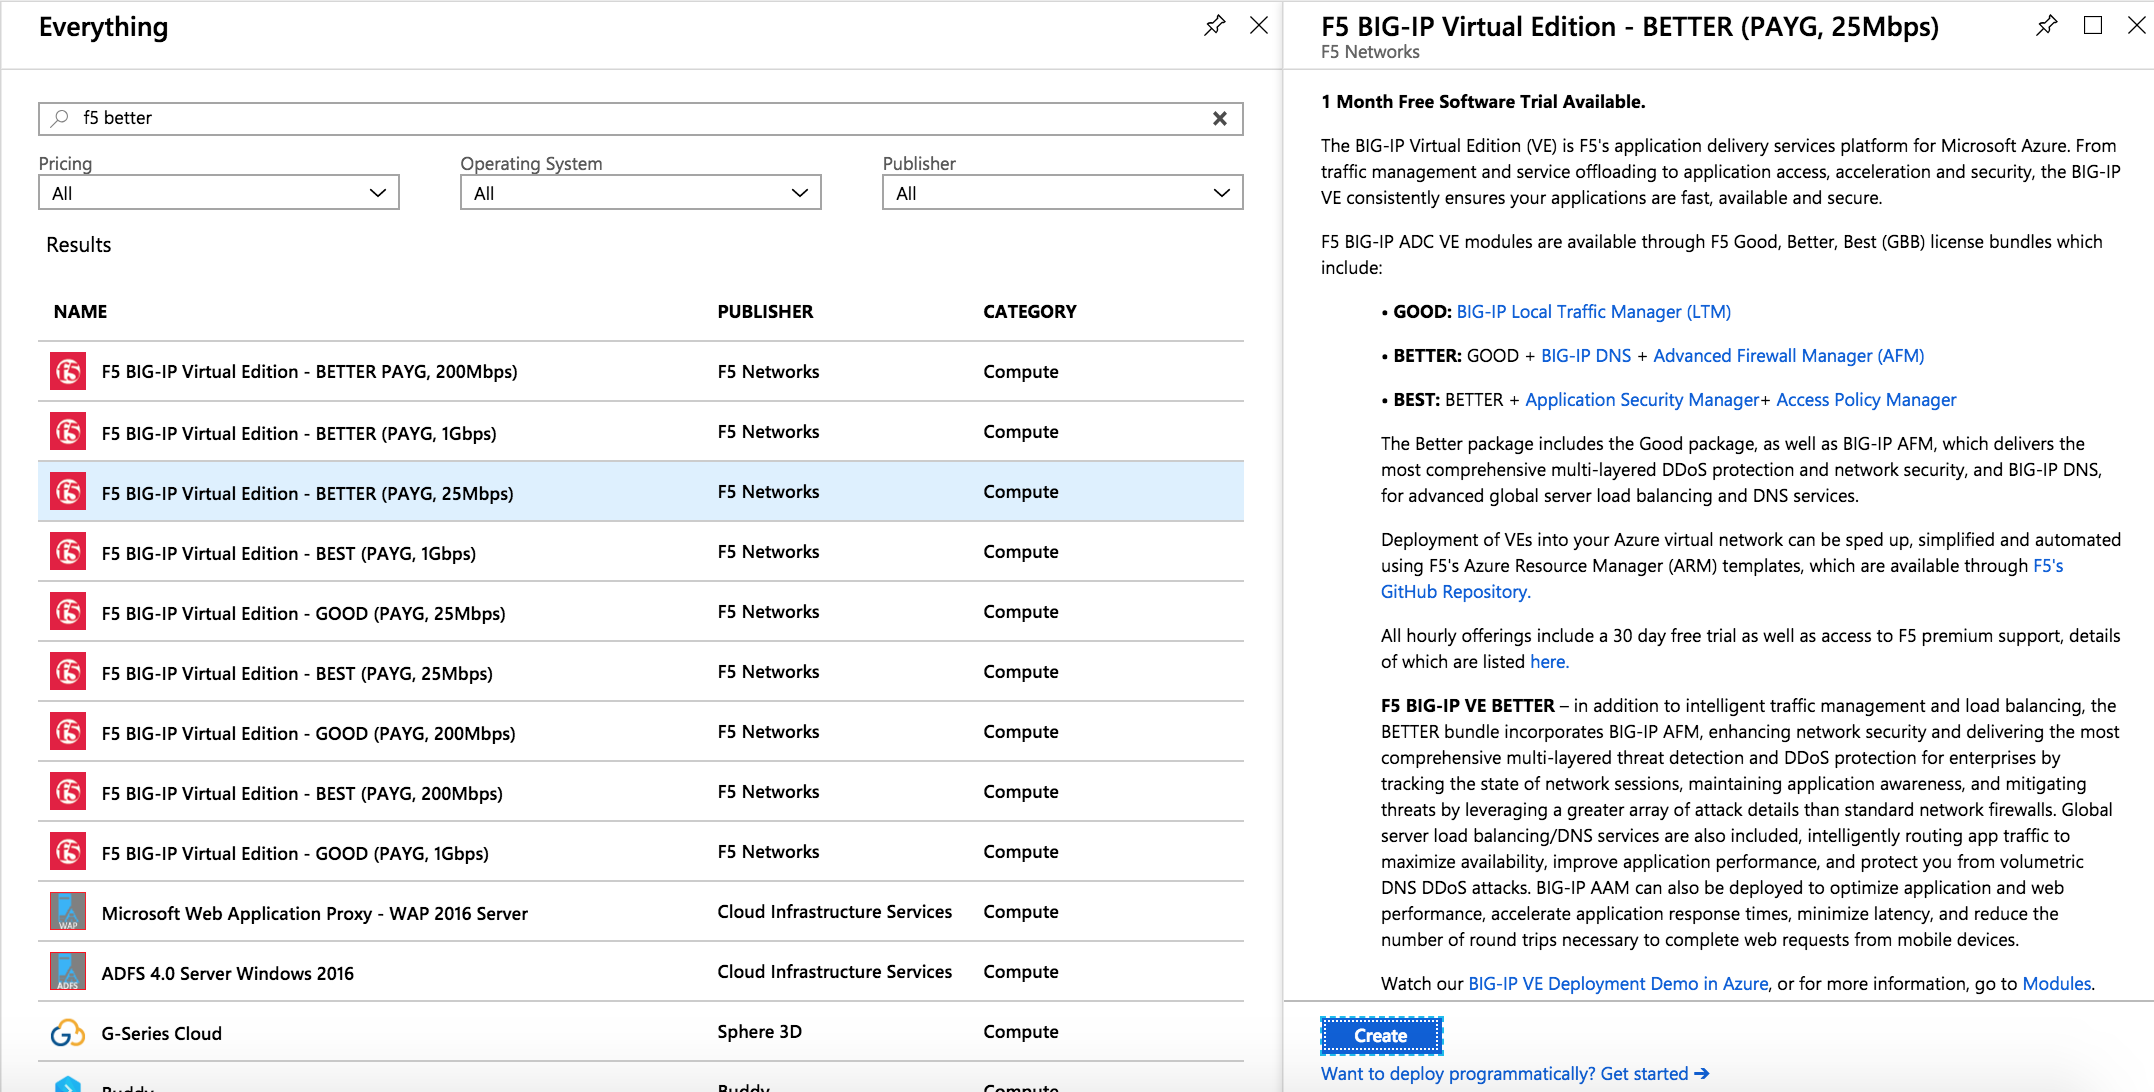 Everything
f5 better
Pricing
Operating System
Publisher
All
All
All
Results
NAME PUBLISHER CATEGORY
F5 BIG-IP Virtual Edition - BETTER PAYG, 200Mbps) F5 Networks Compute
F5 BIG-IP Virtual Edition - BETTER (PAYG, 1Gbps) F5 Networks Compute
F5 BIG-IP Virtual Edition - BETTER (PAYG, 25Mbps) F5 Networks Compute
F5 BIG-IP Virtual Edition - BEST (PAYG, 1Gbps) F5 Networks Compute
F5 BIG-IP Virtual Edition - GOOD (PAYG, 25Mbps) F5 Networks Compute
F5 BIG-IP Virtual Edition - BEST (PAYG, 25Mbps) F5 Networks Compute
F5 BIG-IP Virtual Edition - GOOD (PAYG, 200Mbps) F5 Networks Compute
F5 BIG-IP Virtual Edition - BEST (PAYG, 200Mbps) F5 Networks Compute
F5 BIG-IP Virtual Edition - GOOD (PAYG, 1Gbps) F5 Networks Compute
WAP Microsoft Web Application Proxy - WAP 2016 Server Cloud Infrastructure Services Compute
ADFS ADFS 4.0 Server Windows 2016 Cloud Infrastructure Services Compute
G-Series Cloud Sphere 3D Compute
Buddy Buddy Compute
F5 BIG-IP Virtual Edition - BETTER (PAYG, 25Mbps)
F5 Networks
1 Month Free Software Trial Available.
The BIG-IP Virtual Edition (VE) is F5's application delivery services platform for Microsoft Azure. From
traffic management and service offloading to application access, acceleration and security, the BIG-IP
VE consistently ensures your applications are fast, available and secure.
F5 BIG-IP ADC VE modules are available through F5 Good, Better, Best (GBB) license bundles which
include:
• GOOD: BIG-IP Local Traffic Manager (LTM)
• BETTER: GOOD + BIG-IP DNS + Advanced Firewall Manager (AFM)
• BEST: BETTER + Application Security Manager+ Access Policy Manager
The Better package includes the Good package, as well as BIG-IP AFM, which delivers the
most comprehensive multi-layered DDoS protection and network security, and BIG-IP DNS,
for advanced global server load balancing and DNS services.
Deployment of VEs into your Azure virtual network can be sped up, simplified and automated
using F5's Azure Resource Manager (ARM) templates, which are available through F5's
GitHub Repository.
All hourly offerings include a 30 day free trial as well as access to F5 premium support, details
of which are listed here.
F5 BIG-IP VE BETTER – in addition to intelligent traffic management and load balancing, the
BETTER bundle incorporates BIG-IP AFM, enhancing network security and delivering the most
comprehensive multi-layered threat detection and DDoS protection for enterprises by
tracking the state of network sessions, maintaining application awareness, and mitigating
threats by leveraging a greater array of attack details than standard network firewalls. Global
server load balancing/DNS services are also included, intelligently routing app traffic to
maximize availability, improve application performance, and protect you from volumetric
DNS DDoS attacks. BIG-IP AAM can also be deployed to optimize application and web
performance, accelerate application response times, minimize latency, and reduce the
number of round trips necessary to complete web requests from mobile devices.
Watch our BIG-IP VE Deployment Demo in Azure, or for more information, go to Modules.
Create
Want to deploy programmatically? Get started →